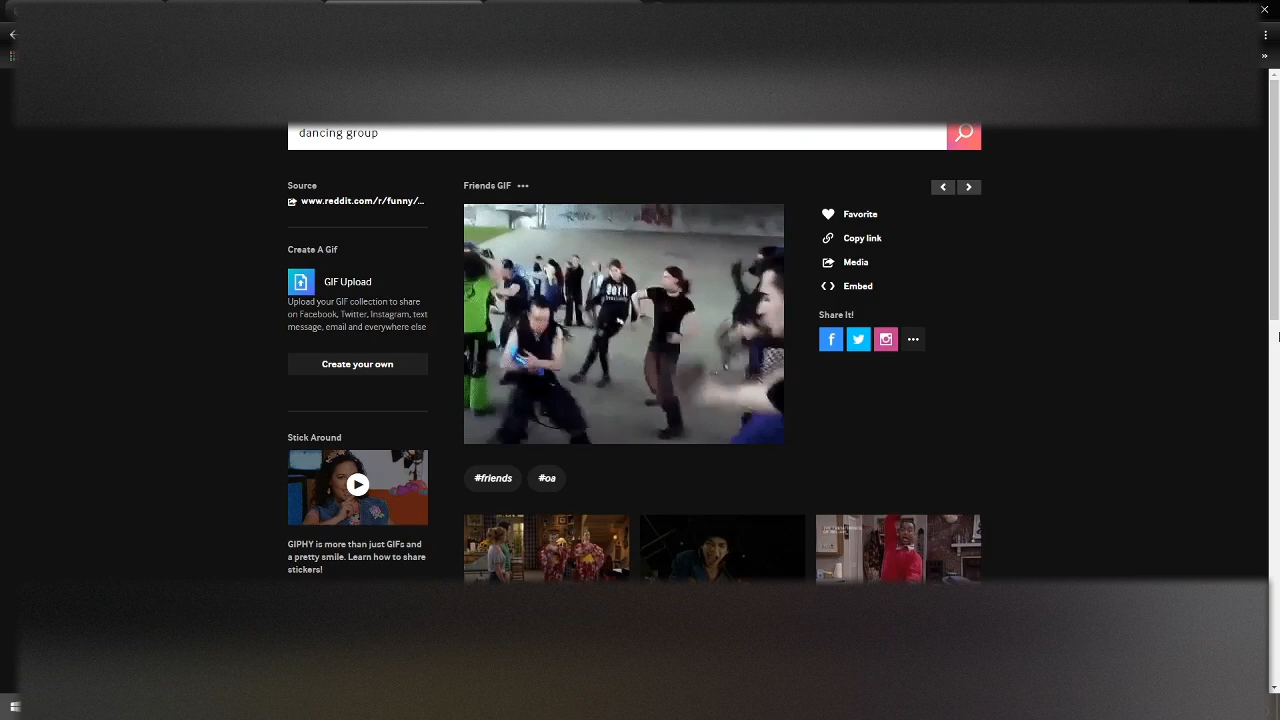 dancing group
Source
www.reddit.com/r/funny/...
Create A Gif
GIF Upload
Upload your GIF collection to share
on Facebook, Twitter, Instagram, text
message, email and everywhere else
Create your own
Stick Around
GIPHY is more than just GIFs and
a pretty smile. Learn how to share
stickers!
Friends GIF
#friends
#oa
Favorite
Copy link
Media
Embed
Share It!